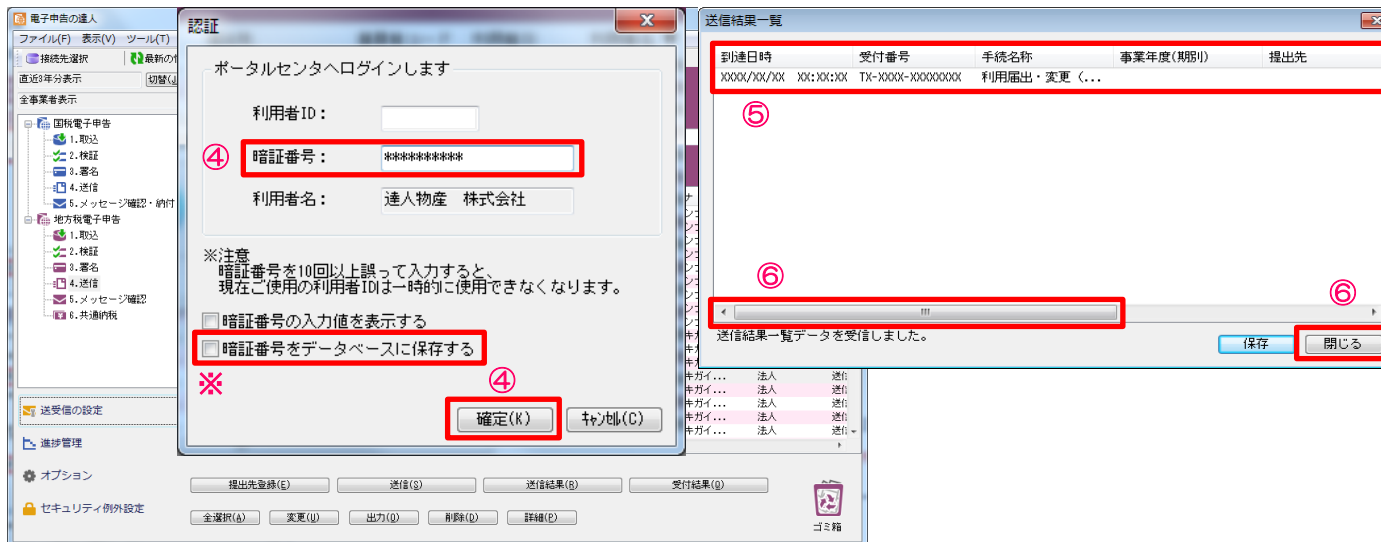 電子申告の達人
ファイル(F) 表示(V) ツール(T)
接続先選択
直近3年分表示
全事業者表示
国税電子申告
1.取込
2.検証
3.署名
4.送信
5.メッセージ確認・納付
地方税電子申告
1.取込
2.検証
3.署名
4.送信
5.メッセージ確認
6.共通納税
送受信の設定
進捗管理
オプション
セキュリティ例外設定
認証
ポータルセンタへログインします
利用者ID：
④ 暗証番号： **********
利用者名： 達人物産 株式会社
※注意
暗証番号を10回以上誤って入力すると、
現在ご使用の利用者IDは一時的に使用できなくなります。
暗証番号の入力値を表示する
暗証番号をデータベースに保存する
※
④
確定(K) ｷｬﾝｾﾙ(C)
送信結果一覧
到達日時 受付番号 手続名称 事業年度(期別) 提出先
XXXX/XX/XX XX:XX:XX TX-XXXX-XXXXXXXX 利用届出・変更（...
⑤
⑥
⑥
送信結果一覧データを受信しました。
保存 閉じる
キガイ... 法人
キガイ... 法人
キガイ... 法人
キガイ... 法人
キガイ... 法人
提出先登録(E) 送信(S) 送信結果(R) 受付結果(Q)
全選択(A) 変更(U) 出力(O) 削除(D) 詳細(P)
ゴミ箱